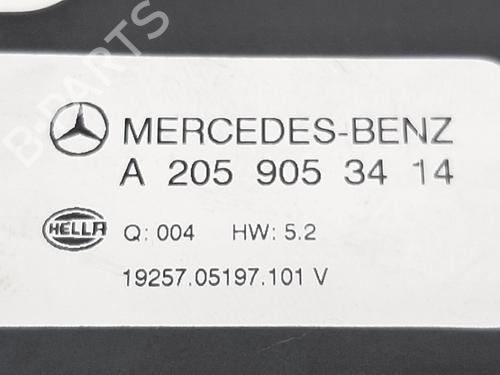 MERCEDES-BENZ
A 205 905 34 14
HELLA
Q: 004 HW: 5.2
19257.05197.101 V
B-PARTS